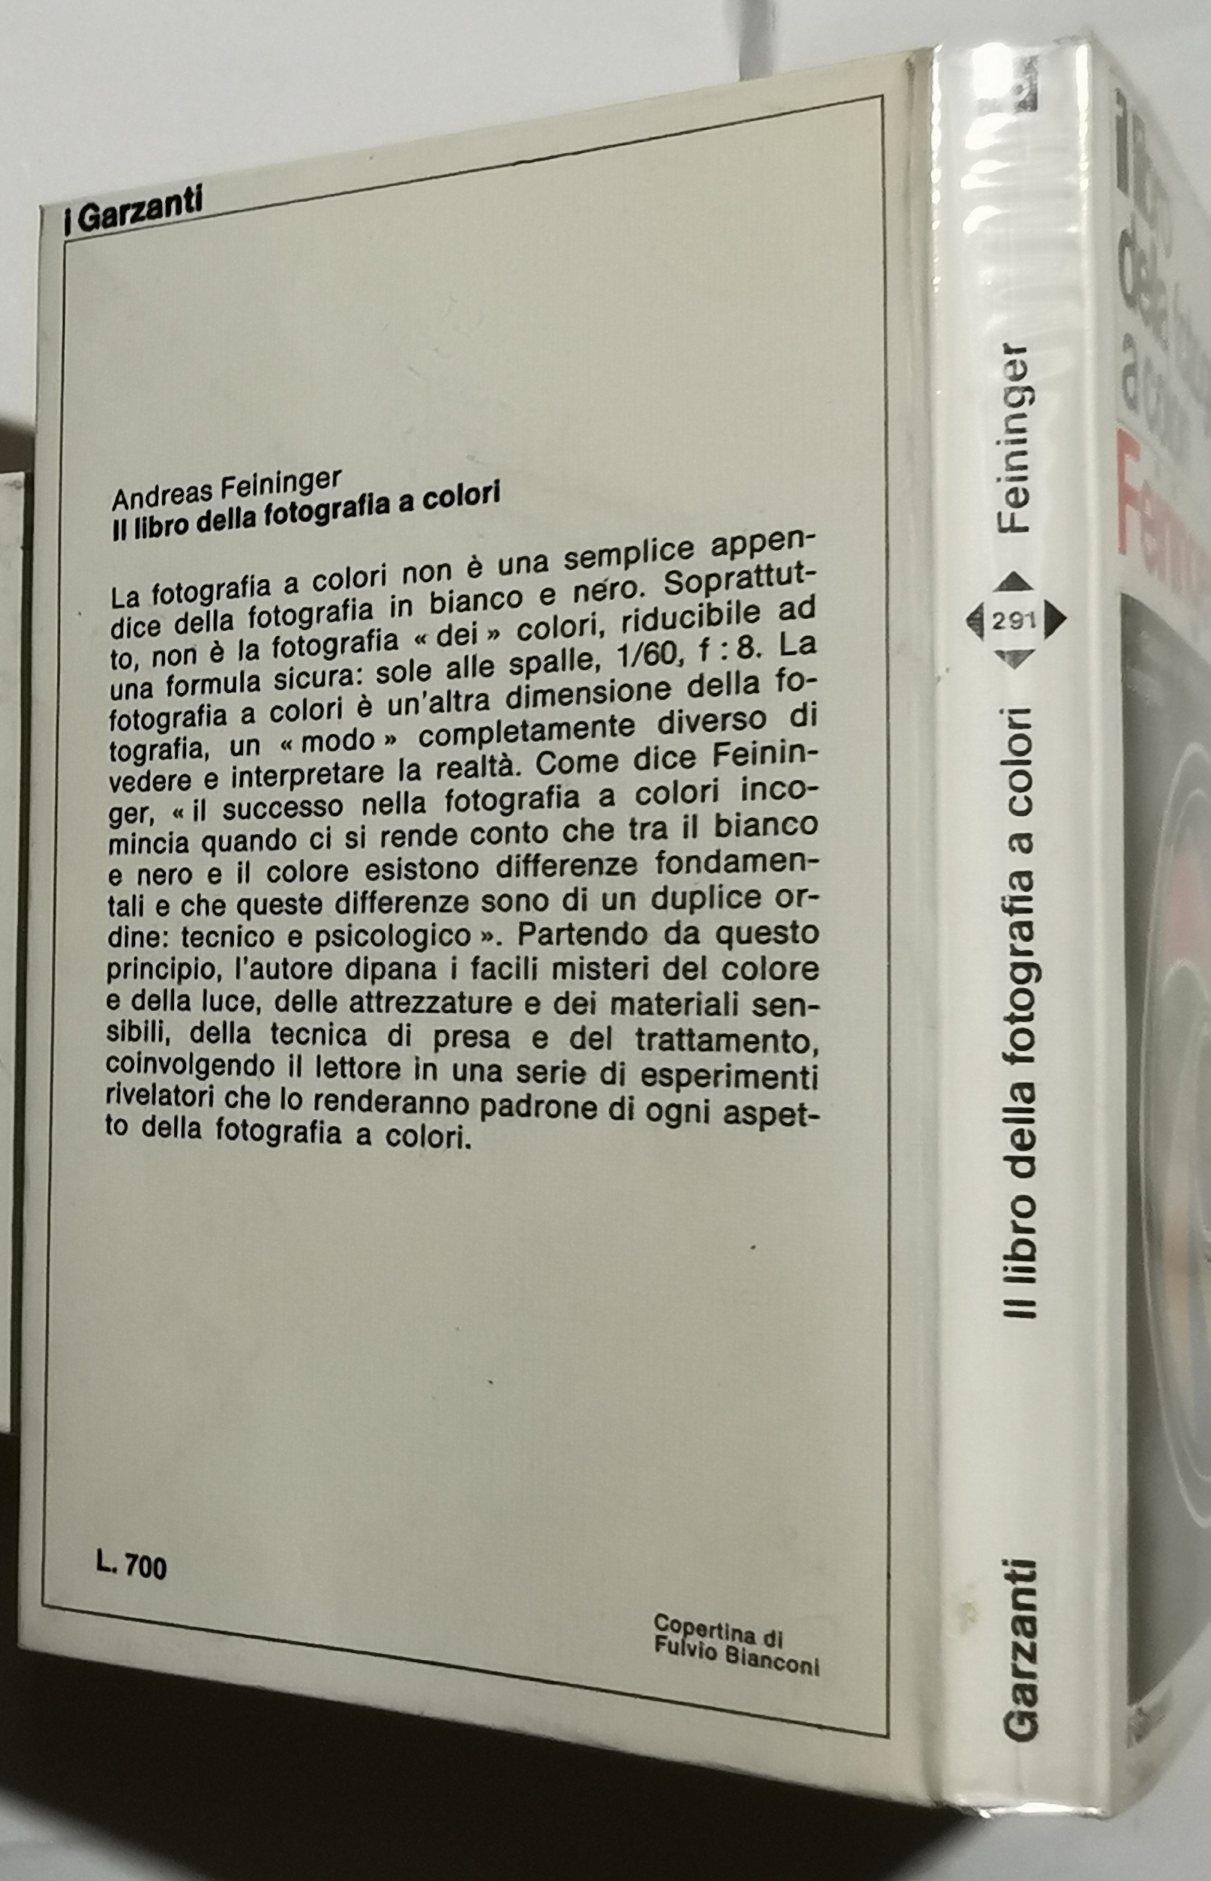 i Garzanti
Andreas Feininger
Il libro della fotografia a colori
La fotografia a colori non è una semplice appen-
dice della fotografia in bianco e nero. Soprattut-
to, non è la fotografia « dei » colori, riducibile ad
una formula sicura: sole alle spalle, 1/60, f : 8. La
fotografia a colori è un'altra dimensione della fo-
tografia, un « modo » completamente diverso di
vedere e interpretare la realtà. Come dice Feinin-
ger, « il successo nella fotografia a colori inco-
mincia quando ci si rende conto che tra il bianco
e nero e il colore esistono differenze fondamen-
tali e che queste differenze sono di un duplice or-
dine: tecnico e psicologico ». Partendo da questo
principio, l'autore dipana i facili misteri del colore
e della luce, delle attrezzature e dei materiali sen-
sibili, della tecnica di presa e del trattamento,
coinvolgendo il lettore in una serie di esperimenti
rivelatori che lo renderanno padrone di ogni aspet-
to della fotografia a colori.
L. 700
Copertina di
Fulvio Bianconi
Garzanti Il libro della fotografia a colori 291 Feininger
il libro
della
a colori